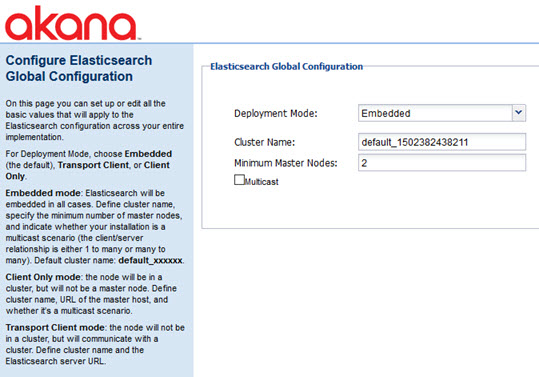 akana
Configure Elasticsearch
Global Configuration
On this page you can set up or edit all the
basic values that will apply to the
Elasticsearch configuration across your entire
implementation.
For Deployment Mode, choose Embedded
(the default), Transport Client, or Client
Only.
Embedded mode: Elasticsearch will be
embedded in all cases. Define cluster name,
specify the minimum number of master nodes,
and indicate whether your installation is a
multicast scenario (the client/server
relationship is either 1 to many or many to
many). Default cluster name: default_xxxxxx.
Client Only mode: the node will be in a
cluster, but will not be a master node. Define
cluster name, URL of the master host, and
whether it's a multicast scenario.
Transport Client mode: the node will not be
in a cluster, but will communicate with a
cluster. Define cluster name and the
Elasticsearch server URL.
Elasticsearch Global Configuration
Deployment Mode: Embedded
Cluster Name: default_1502382438211
Minimum Master Nodes: 2
Multicast